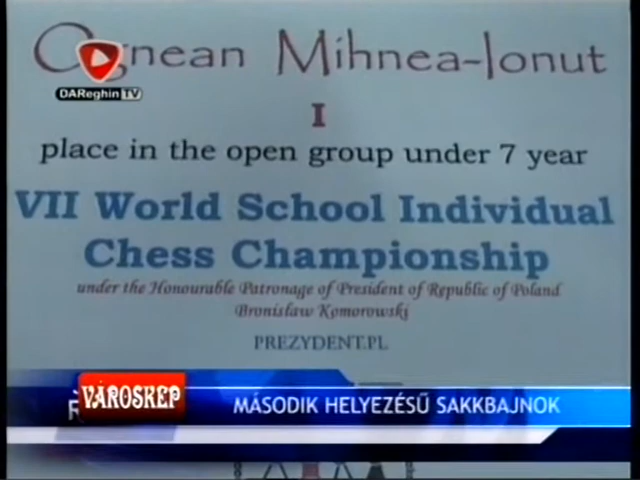 Ognean Mihnea-Ionut
DAReghin TV
I
place in the open group under 7 year
VII World School Individual
Chess Championship
under the Honourable Patronage of President of Republic of Poland
Bronisław Komorowski
PREZYDENT.PL
VÁROSKÉP
MÁSODIK HELYEZÉSŰ SAKKBAJNOK